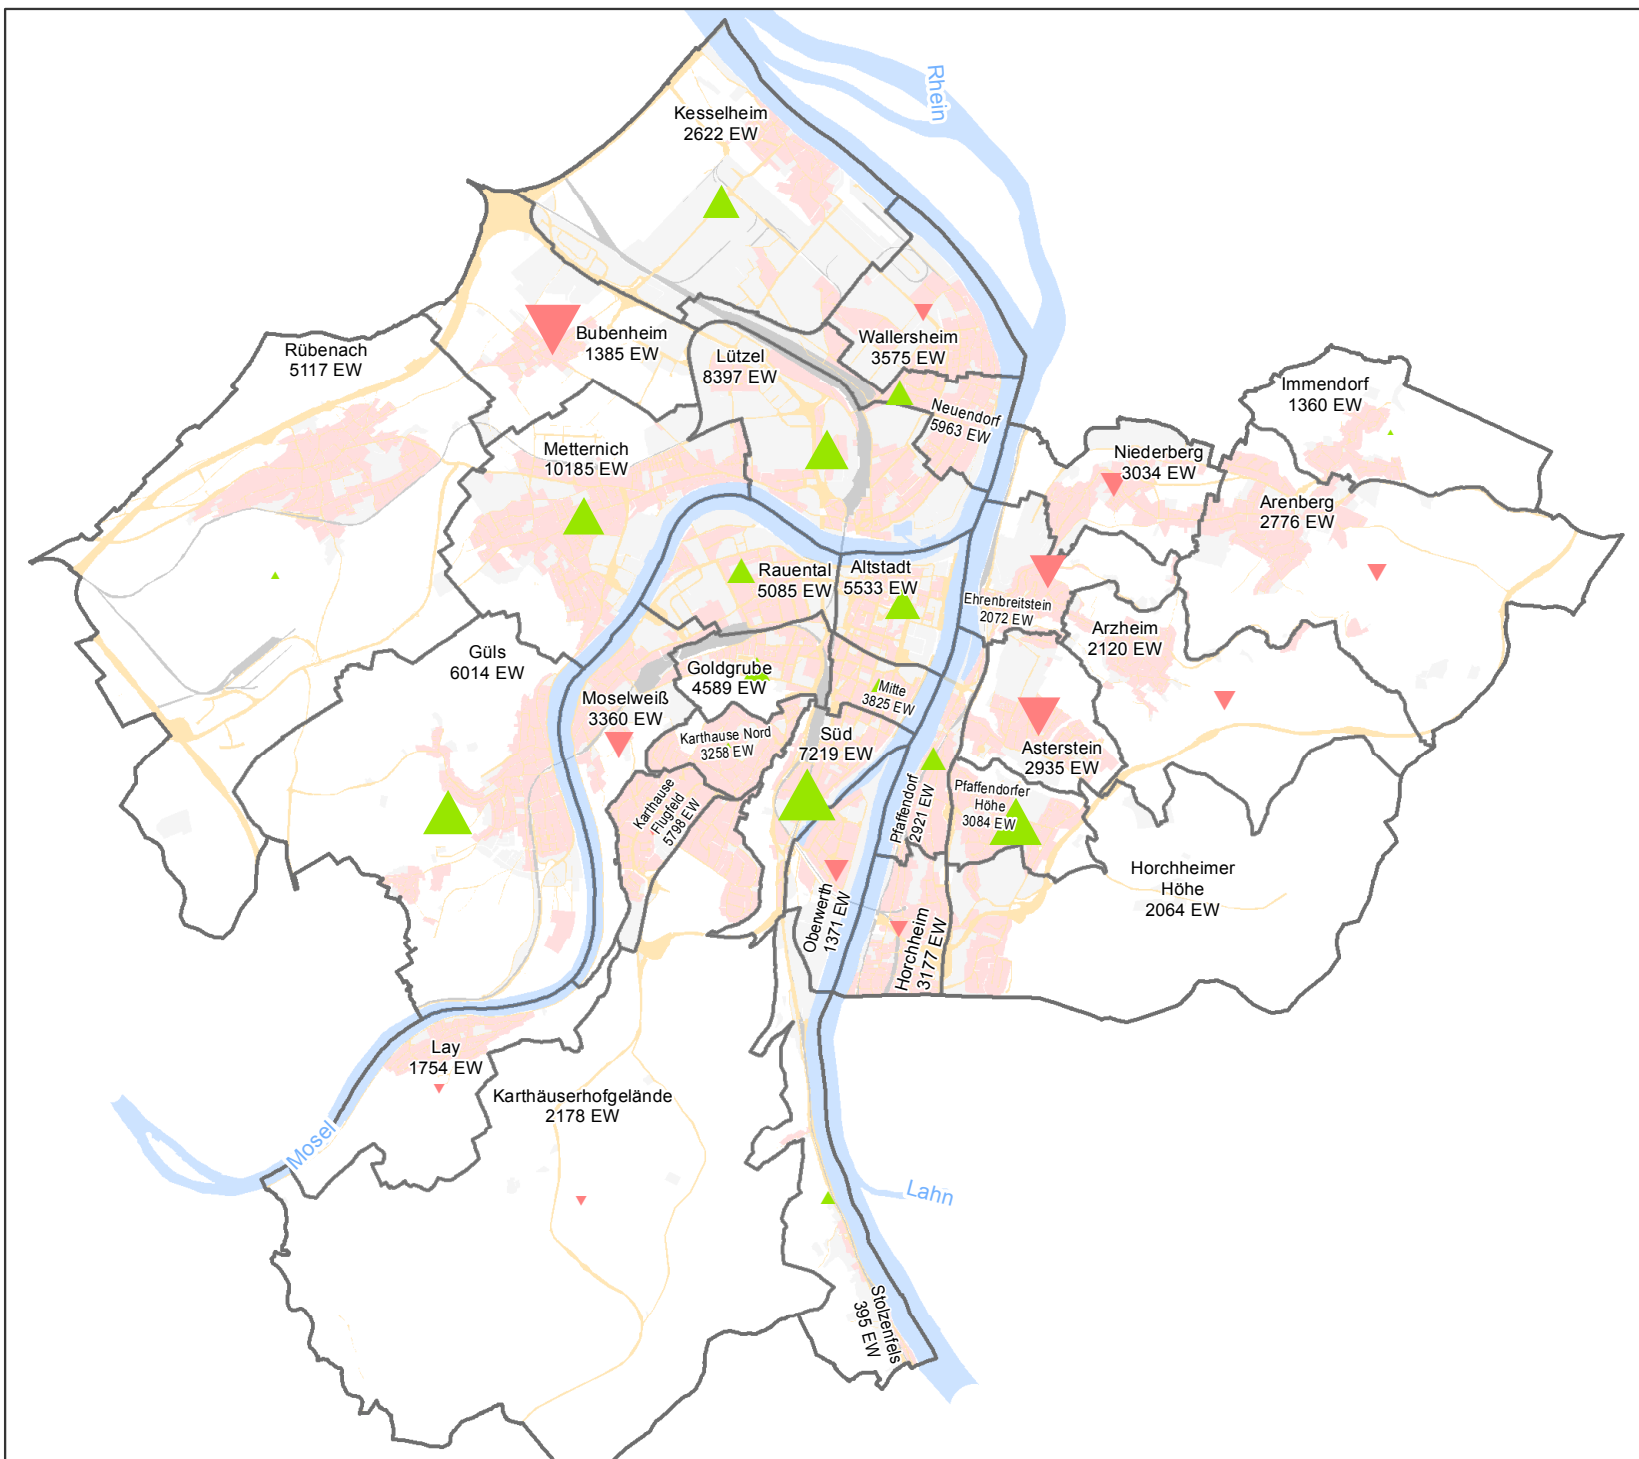 Rhein
Kesselheim
2622 EW
Bubenheim
1385 EW
Wallersheim
3575 EW
Rübenach
5117 EW
Lützel
8397 EW
Neuendorf
5963 EW
Immendorf
1360 EW
Metternich
10185 EW
Niederberg
3034 EW
Arenberg
2776 EW
Rauental
5085 EW
Altstadt
5533 EW
Ehrenbreitstein
2072 EW
Arzheim
2120 EW
Güls
6014 EW
Goldgrube
4589 EW
Moselweiß
3360 EW
Mitte
3825 EW
Karthause Nord
3258 EW
Süd
7219 EW
Asterstein
2935 EW
Karthause
Flugfeld
5798 EW
Pfaffendorf
2921 EW
Pfaffendorfer
Höhe
3084 EW
Horchheimer
Höhe
2064 EW
Oberwerth
1371 EW
Horchheim
3177 EW
Lay
1754 EW
Karthäuserhofgelände
2178 EW
Mosel
Lahn
Stolzenfels
395 EW